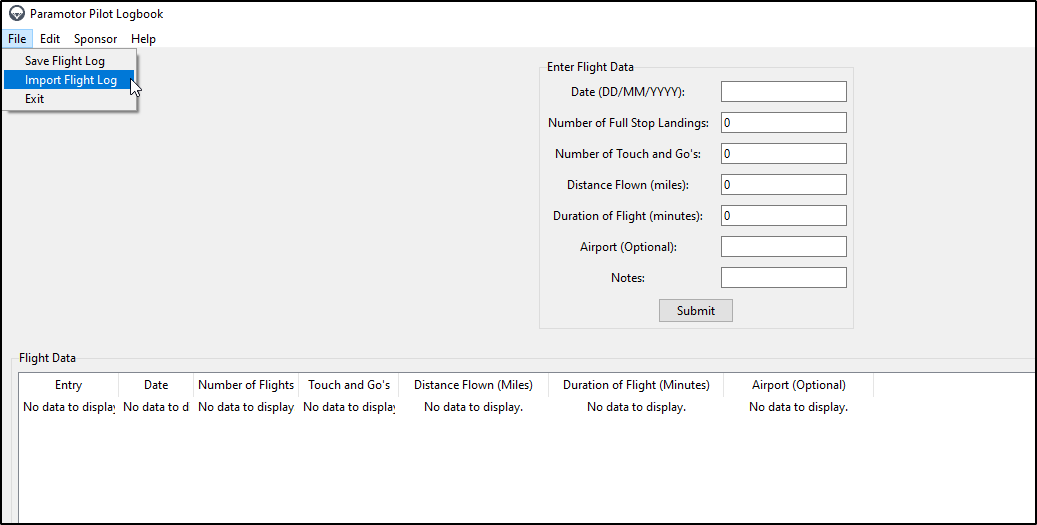 Paramotor Pilot Logbook
File Edit Sponsor Help
Save Flight Log
Import Flight Log
Exit
Enter Flight Data
Date (DD/MM/YYYY):
Number of Full Stop Landings: 0
Number of Touch and Go's: 0
Distance Flown (miles): 0
Duration of Flight (minutes): 0
Airport (Optional):
Notes:
Submit
Flight Data
Entry Date Number of Flights Touch and Go's Distance Flown (Miles) Duration of Flight (Minutes) Airport (Optional)
No data to display No data to d No data to display No data to display No data to display. No data to display. No data to display.